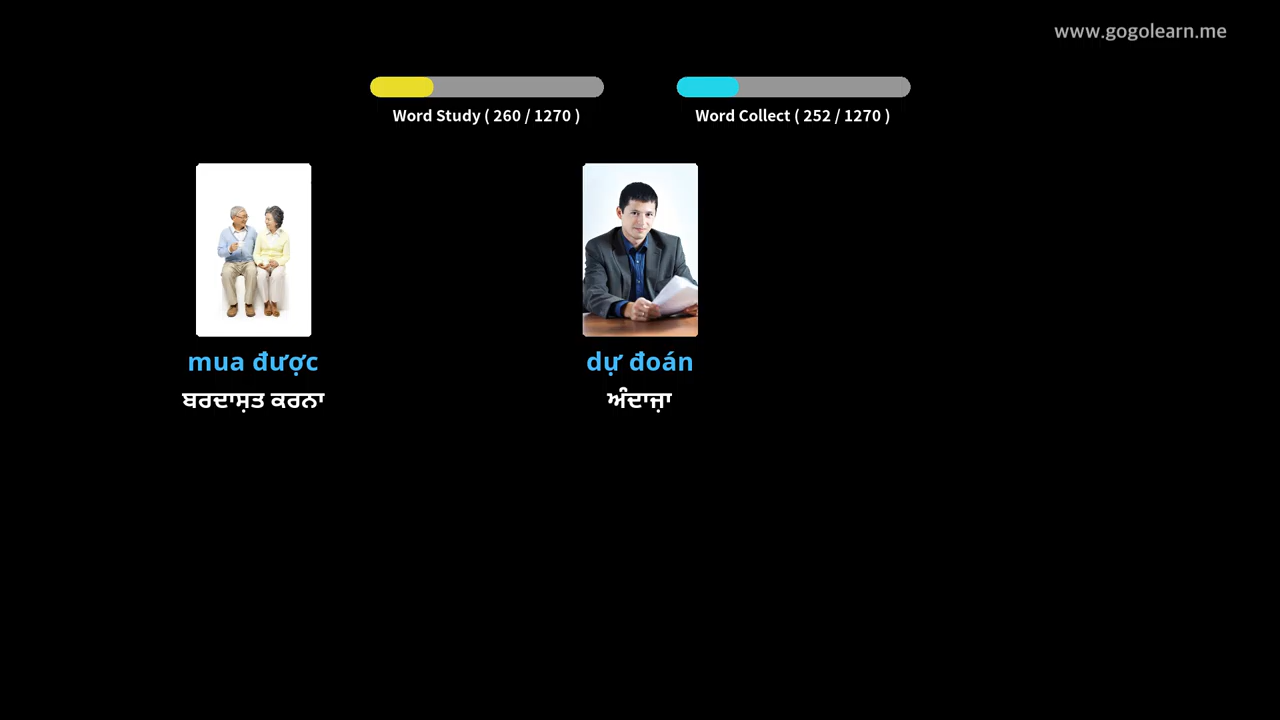 www.gogolearn.me
Word Study ( 260 / 1270 )
Word Collect ( 252 / 1270 )
mua được
dự đoán
ਬਰਦਾਸ਼ਤ ਕਰਨਾ
ਅੰਦਾਜ਼ਾ